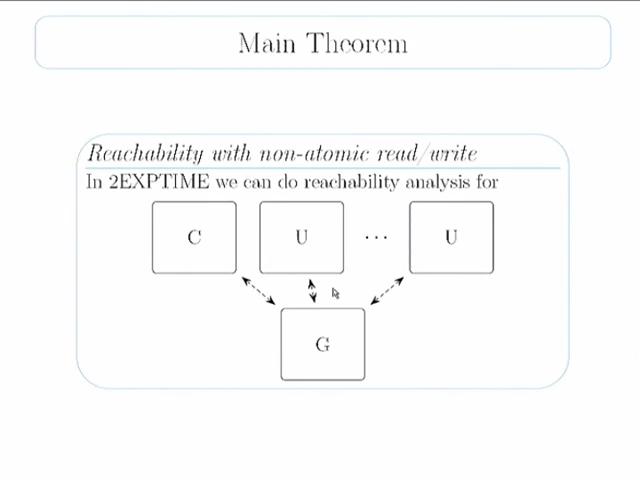 Main Theorem
Reachability with non-atomic read/write
In 2EXPTIME we can do reachability analysis for
C U ... U
G